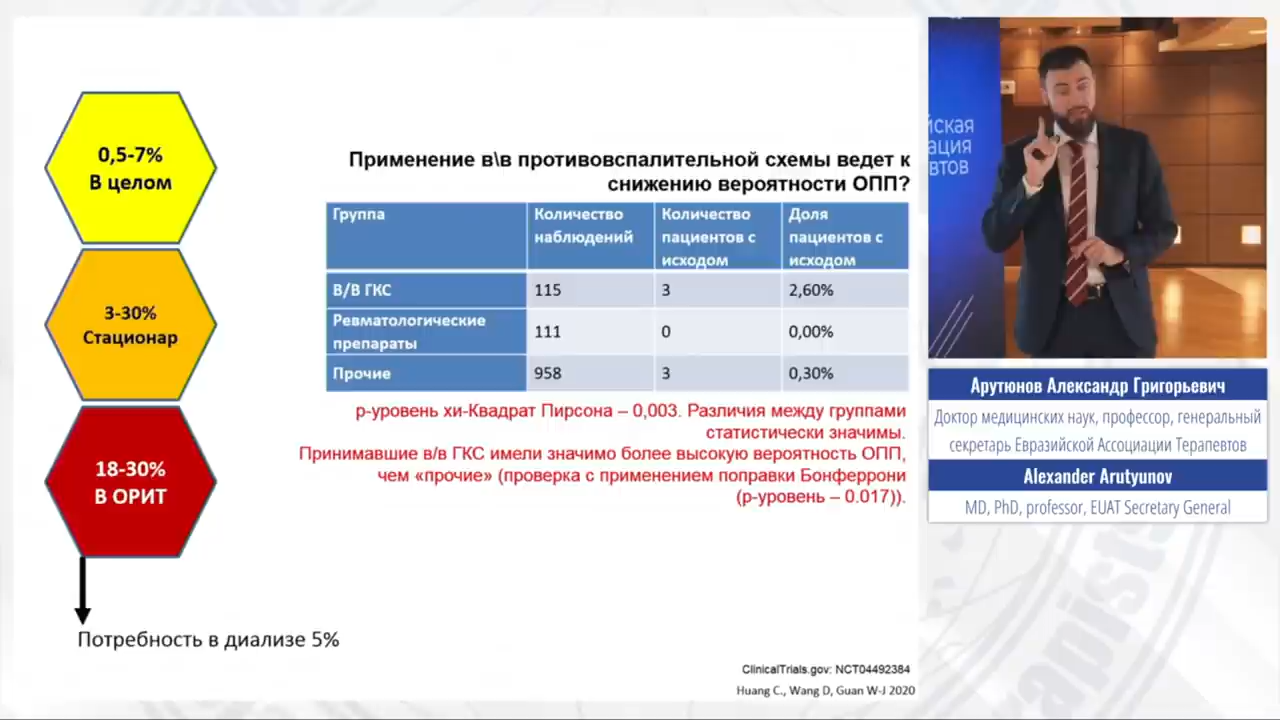 0,5-7%
В целом
3-30%
Стационар
18-30%
В ОРИТ
Потребность в диализе 5%
Применение в\в противовспалительной схемы ведет к
снижению вероятности ОПП?
Группа
Количество
наблюдений
Количество
пациентов с
исходом
Доля
пациентов с
исходом
В/В ГКС
115
3
2,60%
Ревматологические
препараты
111
0
0,00%
Прочие
958
3
0,30%
р-уровень хи-Квадрат Пирсона – 0,003. Различия между группами
статистически значимы.
Принимавшие в/в ГКС имели значимо более высокую вероятность ОПП,
чем «прочие» (проверка с применением поправки Бонферрони
(р-уровень – 0.017)).
ClinicalTrials.gov: NCT04492384
Huang C., Wang D, Guan W-J 2020
йская
ация
втов
Арутюнов Александр Григорьевич
Доктор медицинских наук, профессор, генеральный
секретарь Евразийской Ассоциации Терапевтов
Alexander Arutyunov
MD, PhD, professor, EUAT Secretary General